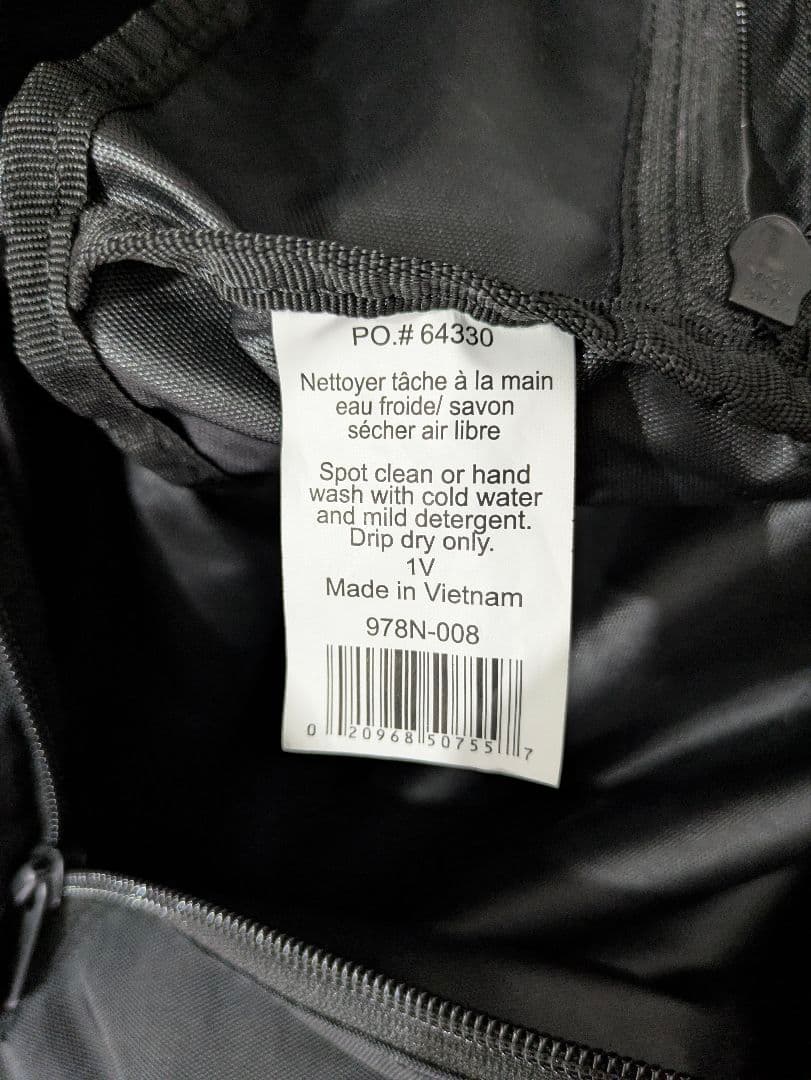 PO.# 64330
Nettoyer tâche à la main
eau froide/ savon
sécher air libre
Spot clean or hand
wash with cold water
and mild detergent.
Drip dry only.
1V
Made in Vietnam
978N-008
0 20968 50755 7